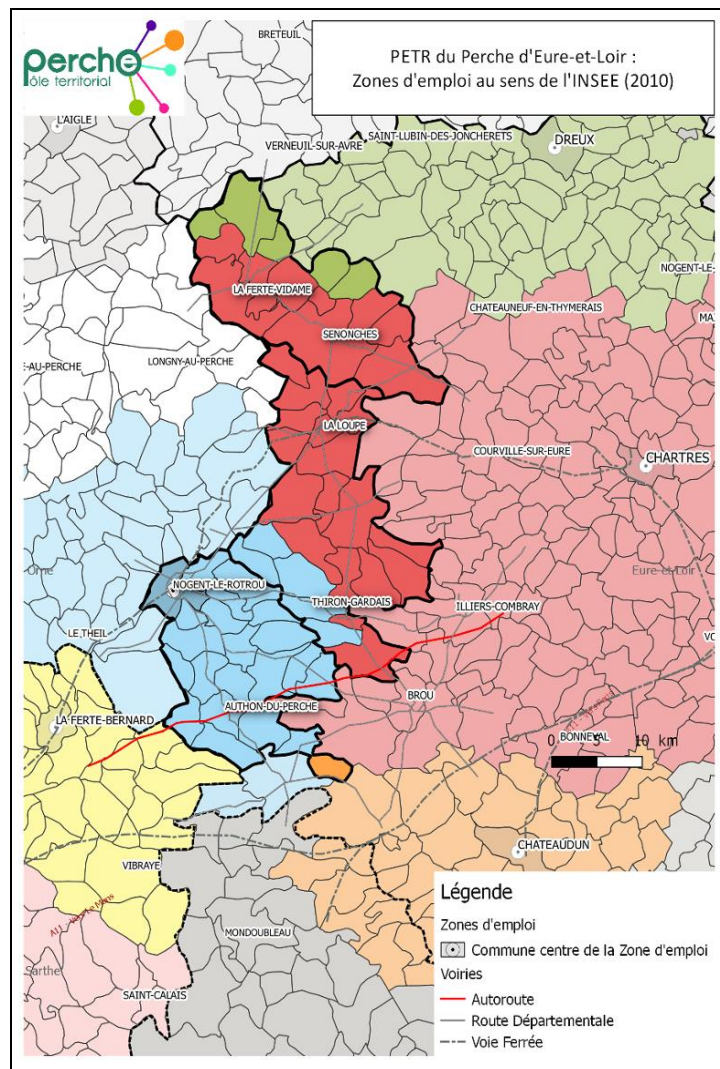 perche
pôle territorial
PETR du Perche d'Eure-et-Loir :
Zones d'emploi au sens de l'INSEE (2010)
BRETEUIL
L'AIGLE
SAINT-LUBIN-DES-JONCHERETS
DREUX
VERNEUIL-SUR-AVRE
NOGENT-LE-
LA FERTE-VIDAME
CHATEAUNEUF-EN-THYMERAIS
MA
SENONCHES
LONGNY-AU-PERCHE
E-AU-PERCHE
LA LOUPE
COURVILLE-SUR-EURE
CHARTRES
Orne
Eure-et-Loir
NOGENT-LE-ROTROU
THIRON-GARDAIS
ILLIERS-COMBRAY
LE THEIL
VO
BROU
AUTHON-DU-PERCHE
LA FERTE-BERNARD
BONNEVAL
0 5 10 km
CHATEAUDUN
VIBRAYE
MONDOUBLEAU
Sarthe
SAINT-CALAIS
Légende
Zones d'emploi
Commune centre de la Zone d'emploi
Voiries
Autoroute
Route Départementale
Voie Ferrée